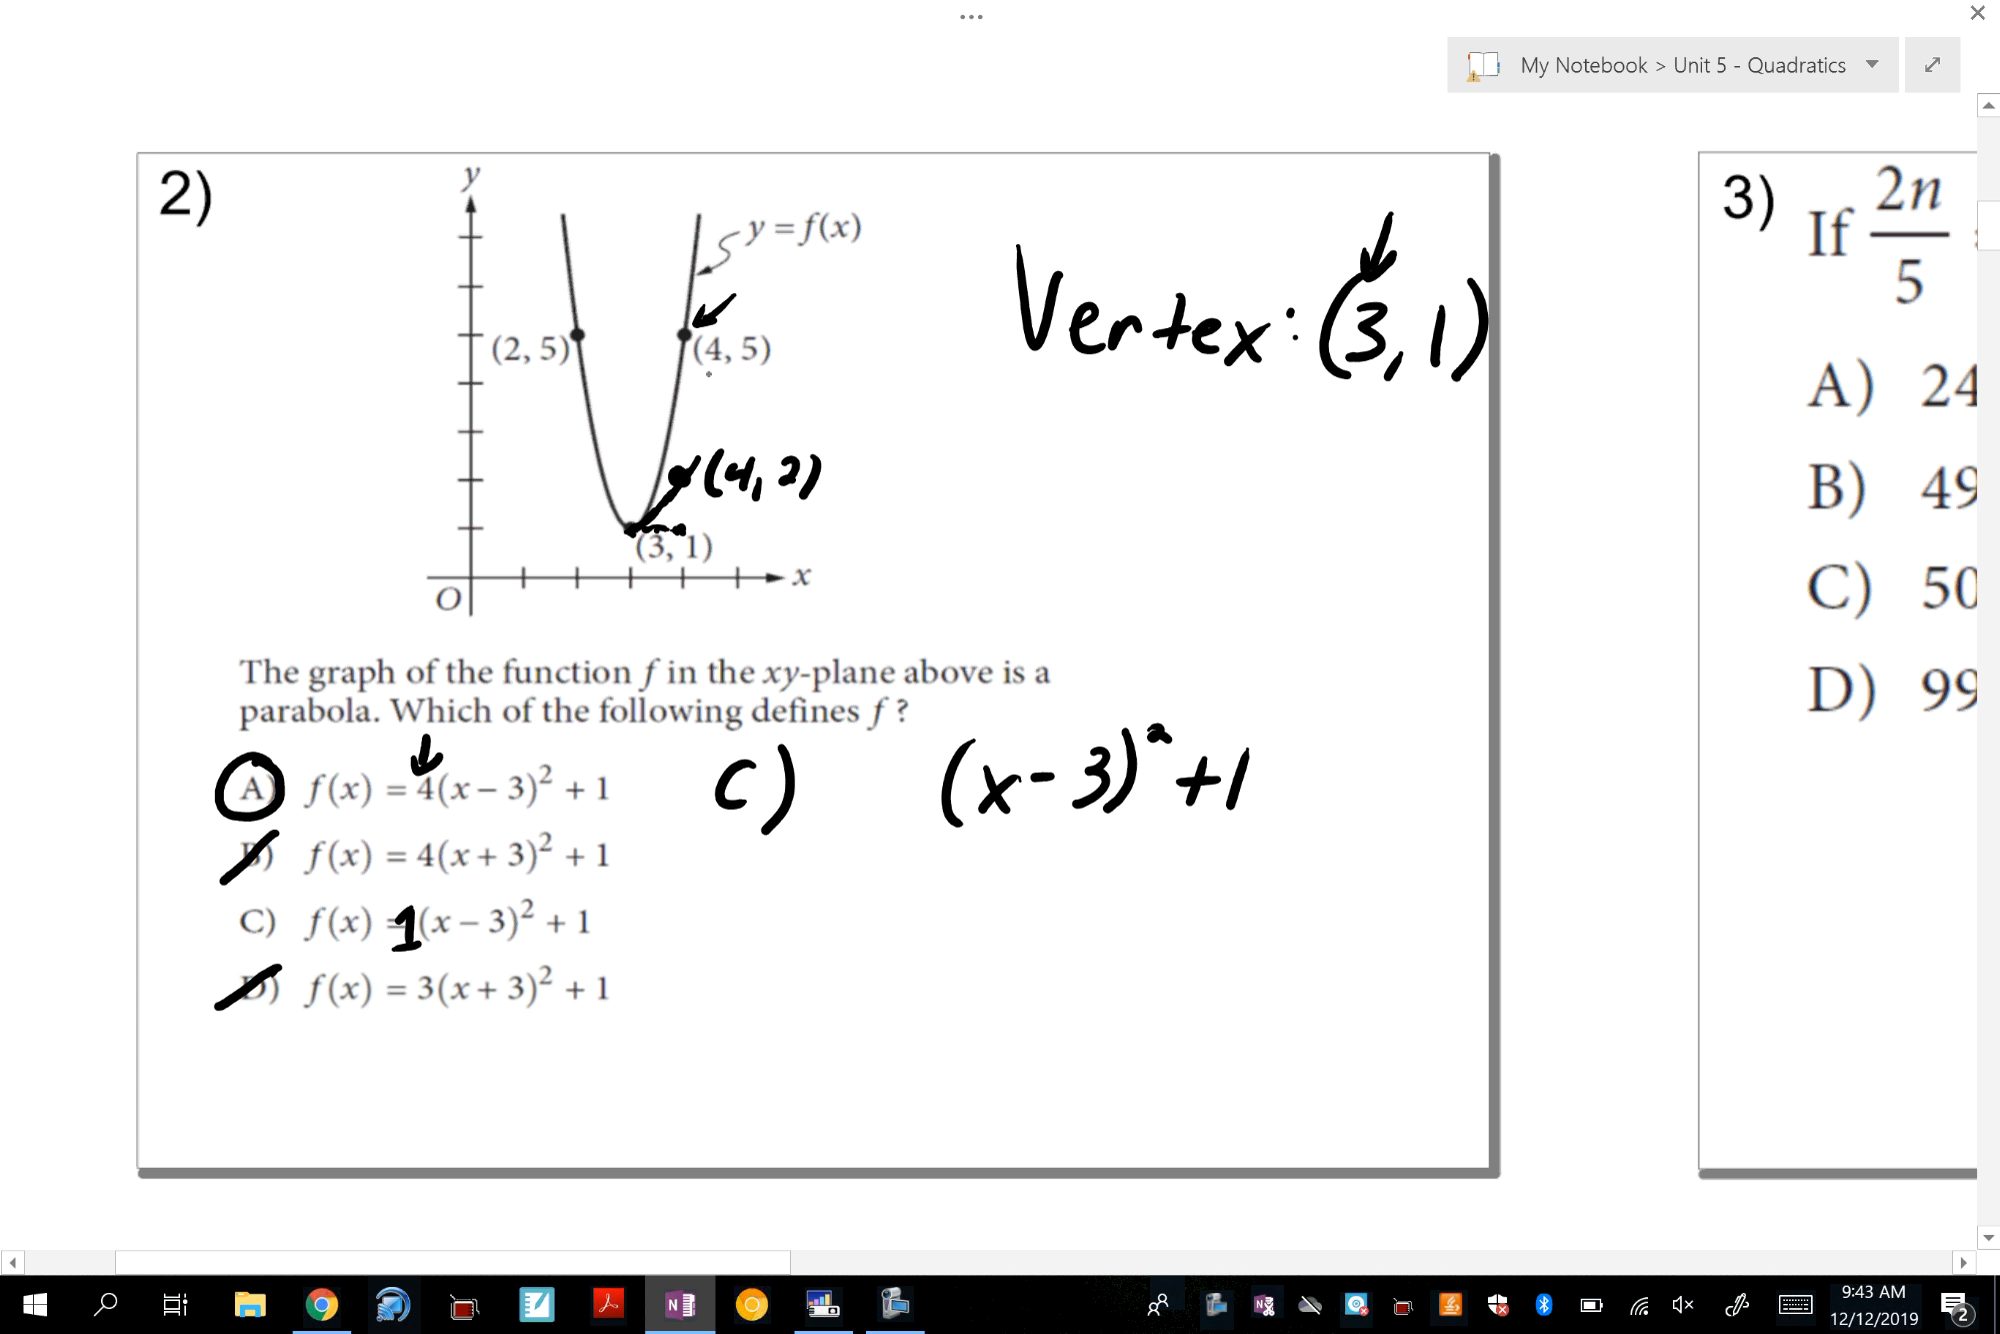 ...
My Notebook > Unit 5 - Quadratics
2)
y
y = f(x)
(2, 5)
(4, 5)
(4, 2)
(3, 1)
x
O
Vertex: (3, 1)
The graph of the function f in the xy-plane above is a
parabola. Which of the following defines f ?
A) f(x) = 4(x – 3)² + 1
B) f(x) = 4(x + 3)² + 1
C) f(x) = 1(x – 3)² + 1
D) f(x) = 3(x + 3)² + 1
C) (x - 3)² + 1
3)
If 2n/5
A) 24
B) 49
C) 50
D) 99
9:43 AM
12/12/2019
2